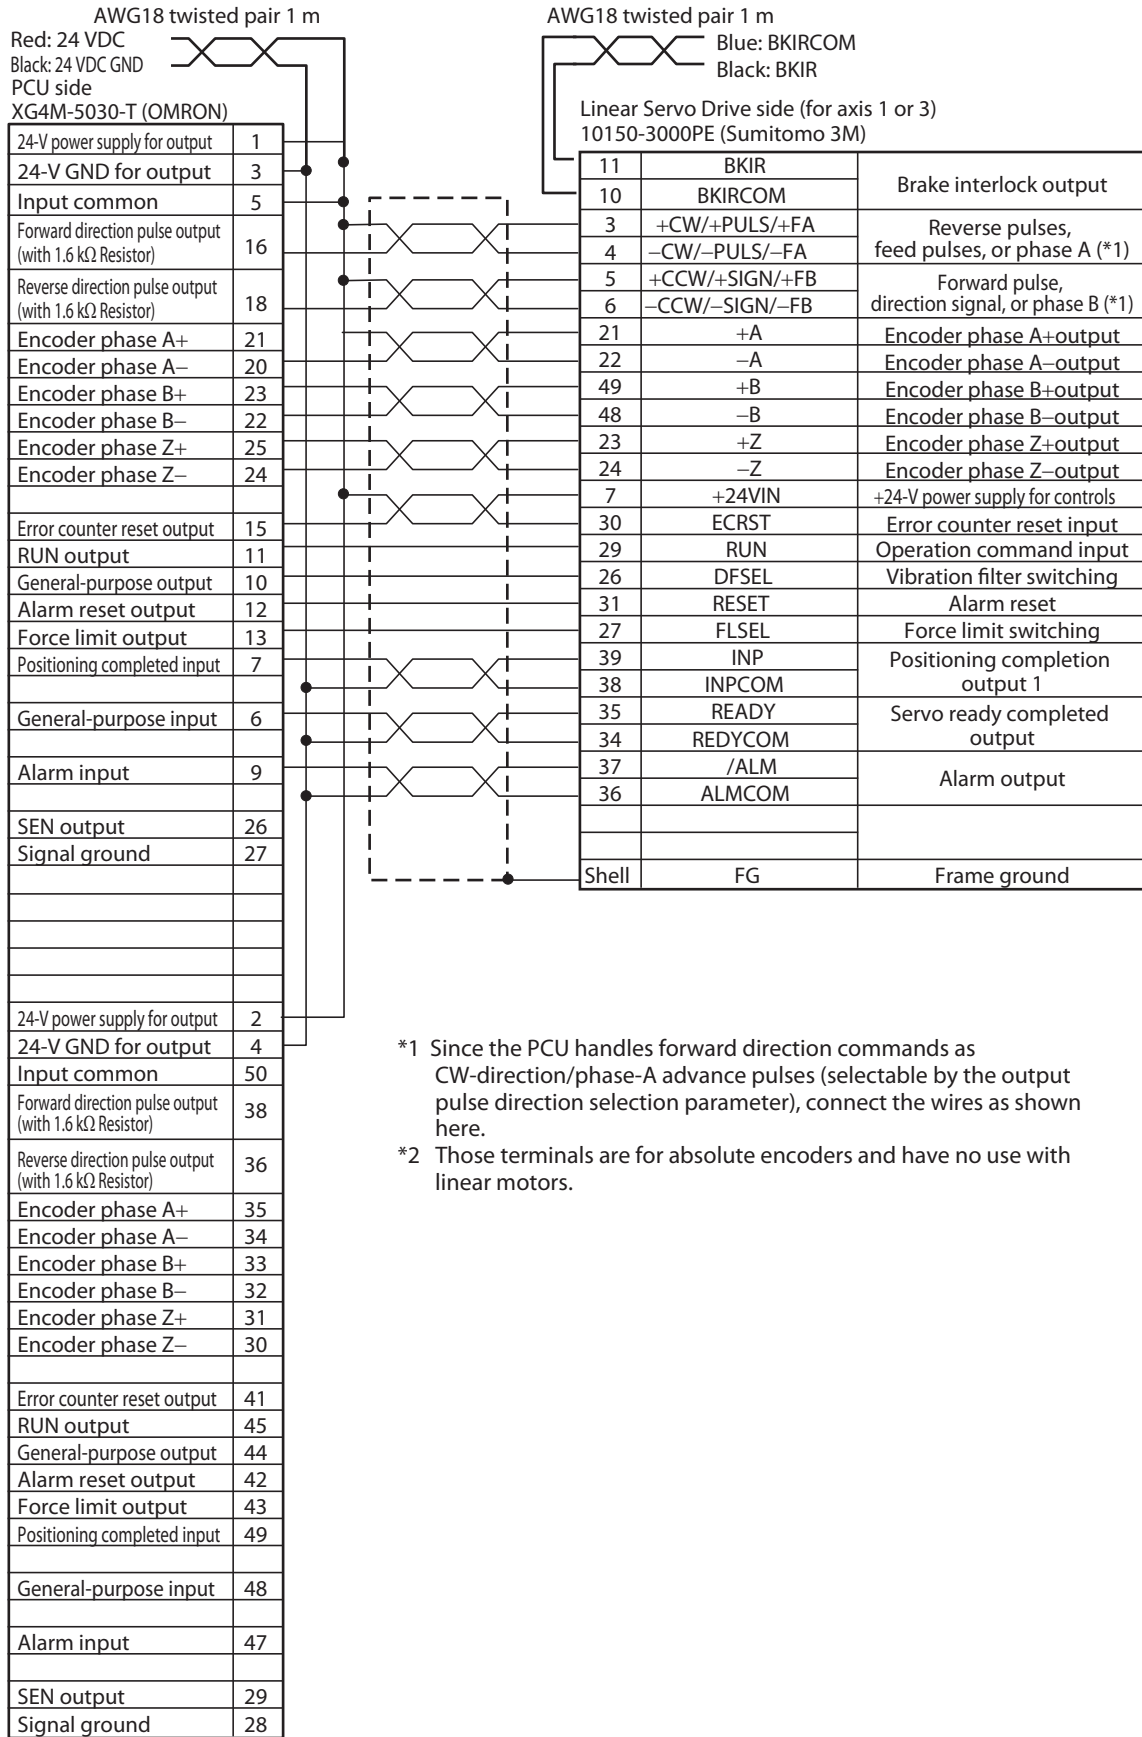 AWG18 twisted pair 1 m
Red: 24 VDC
Black: 24 VDC GND
PCU side
XG4M-5030-T (OMRON)
24-V power supply for output 1
24-V GND for output 3
Input common 5
Forward direction pulse output
(with 1.6 kΩ Resistor) 16
Reverse direction pulse output
(with 1.6 kΩ Resistor) 18
Encoder phase A+ 21
Encoder phase A− 20
Encoder phase B+ 23
Encoder phase B− 22
Encoder phase Z+ 25
Encoder phase Z− 24
Error counter reset output 15
RUN output 11
General-purpose output 10
Alarm reset output 12
Force limit output 13
Positioning completed input 7
General-purpose input 6
Alarm input 9
SEN output 26
Signal ground 27
24-V power supply for output 2
24-V GND for output 4
Input common 50
Forward direction pulse output
(with 1.6 kΩ Resistor) 38
Reverse direction pulse output
(with 1.6 kΩ Resistor) 36
Encoder phase A+ 35
Encoder phase A− 34
Encoder phase B+ 33
Encoder phase B− 32
Encoder phase Z+ 31
Encoder phase Z− 30
Error counter reset output 41
RUN output 45
General-purpose output 44
Alarm reset output 42
Force limit output 43
Positioning completed input 49
General-purpose input 48
Alarm input 47
SEN output 29
Signal ground 28
AWG18 twisted pair 1 m
Blue: BKIRCOM
Black: BKIR
Linear Servo Drive side (for axis 1 or 3)
10150-3000PE (Sumitomo 3M)
11 BKIR
Brake interlock output
10 BKIRCOM
3 +CW/+PULS/+FA Reverse pulses,
4 −CW/−PULS/−FA feed pulses, or phase A (*1)
5 +CCW/+SIGN/+FB Forward pulse,
6 −CCW/−SIGN/−FB direction signal, or phase B (*1)
21 +A Encoder phase A+output
22 −A Encoder phase A−output
49 +B Encoder phase B+output
48 −B Encoder phase B−output
23 +Z Encoder phase Z+output
24 −Z Encoder phase Z−output
7 +24VIN +24-V power supply for controls
30 ECRST Error counter reset input
29 RUN Operation command input
26 DFSEL Vibration filter switching
31 RESET Alarm reset
27 FLSEL Force limit switching
39 INP Positioning completion
38 INPCOM output 1
35 READY Servo ready completed
34 REDYCOM output
37 /ALM
Alarm output
36 ALMCOM
Shell FG Frame ground
*1 Since the PCU handles forward direction commands as
CW-direction/phase-A advance pulses (selectable by the output
pulse direction selection parameter), connect the wires as shown
here.
*2 Those terminals are for absolute encoders and have no use with
linear motors.